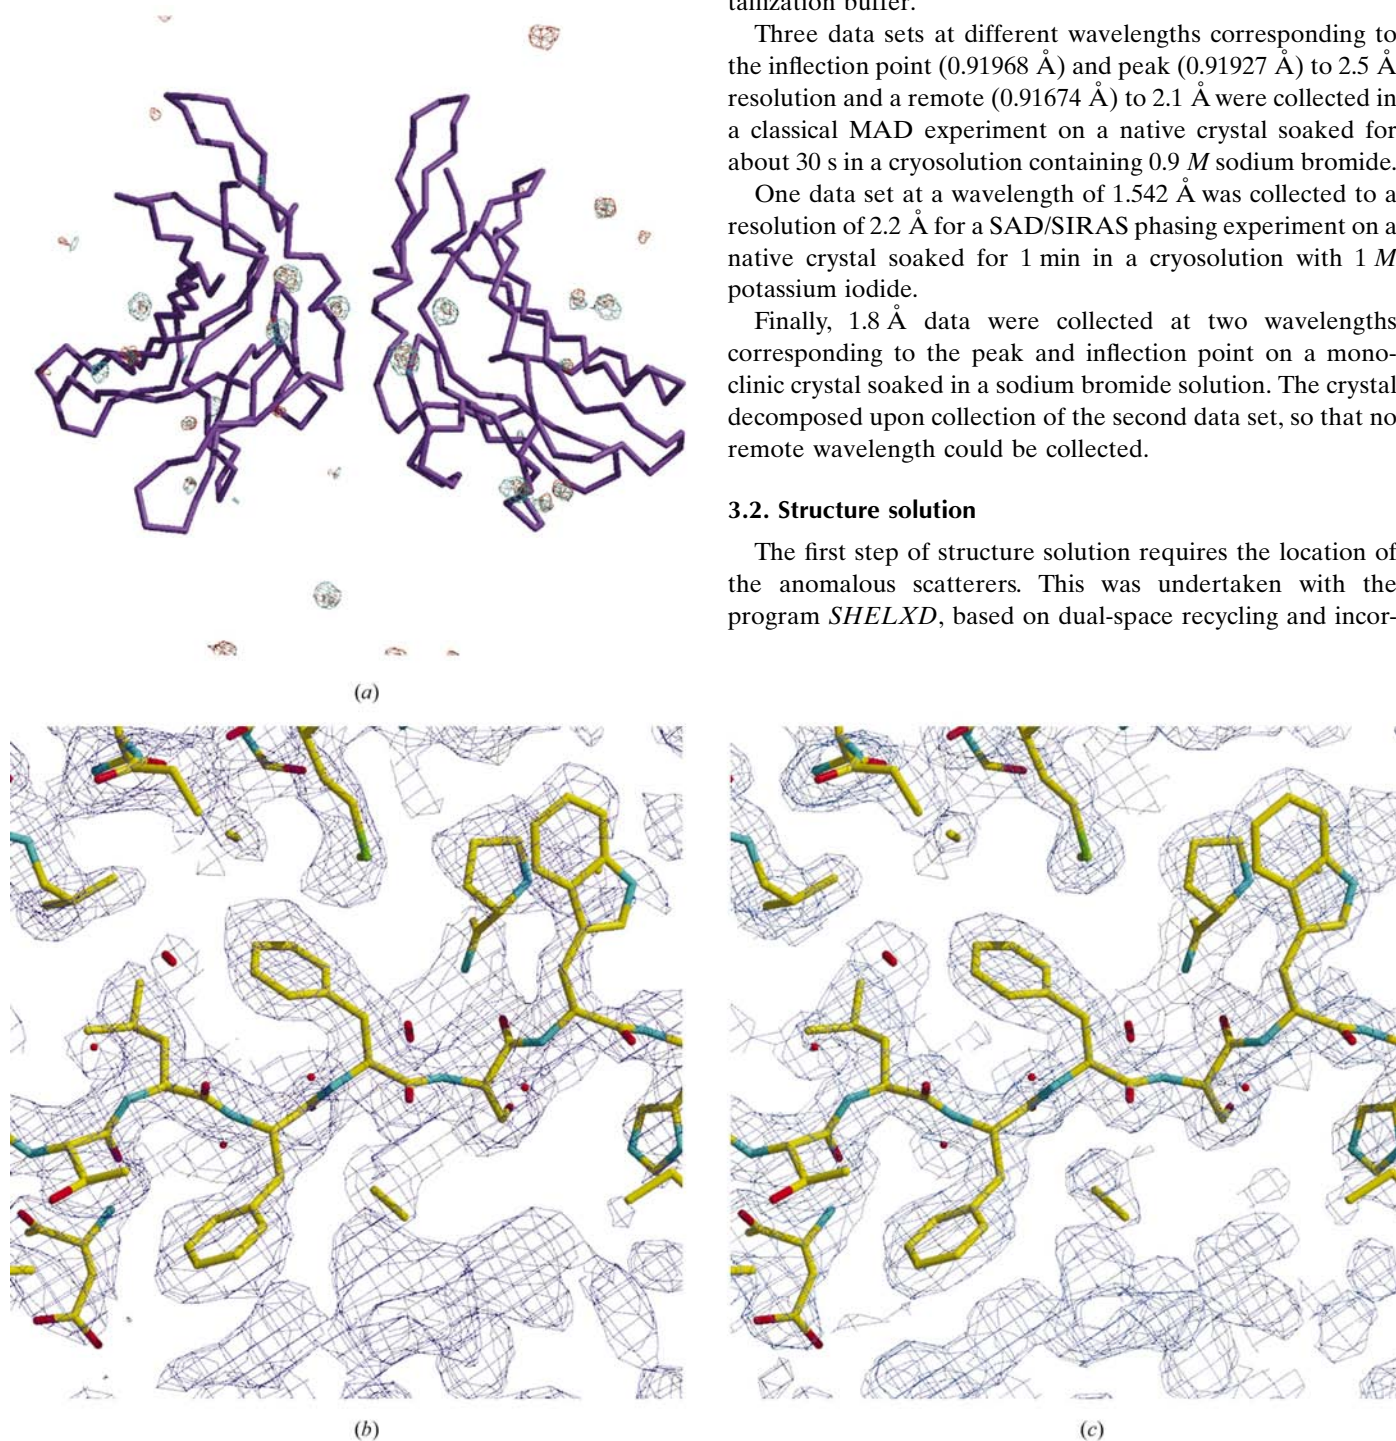 tallization buffer.
Three data sets at different wavelengths corresponding to
the inflection point (0.91968 Å) and peak (0.91927 Å) to 2.5 Å
resolution and a remote (0.91674 Å) to 2.1 Å were collected in
a classical MAD experiment on a native crystal soaked for
about 30 s in a cryosolution containing 0.9 M sodium bromide.
One data set at a wavelength of 1.542 Å was collected to a
resolution of 2.2 Å for a SAD/SIRAS phasing experiment on a
native crystal soaked for 1 min in a cryosolution with 1 M
potassium iodide.
Finally, 1.8 Å data were collected at two wavelengths
corresponding to the peak and inflection point on a mono-
clinic crystal soaked in a sodium bromide solution. The crystal
decomposed upon collection of the second data set, so that no
remote wavelength could be collected.
3.2. Structure solution
The first step of structure solution requires the location of
the anomalous scatterers. This was undertaken with the
program SHELXD, based on dual-space recycling and incor-
(a)
(b)
(c)